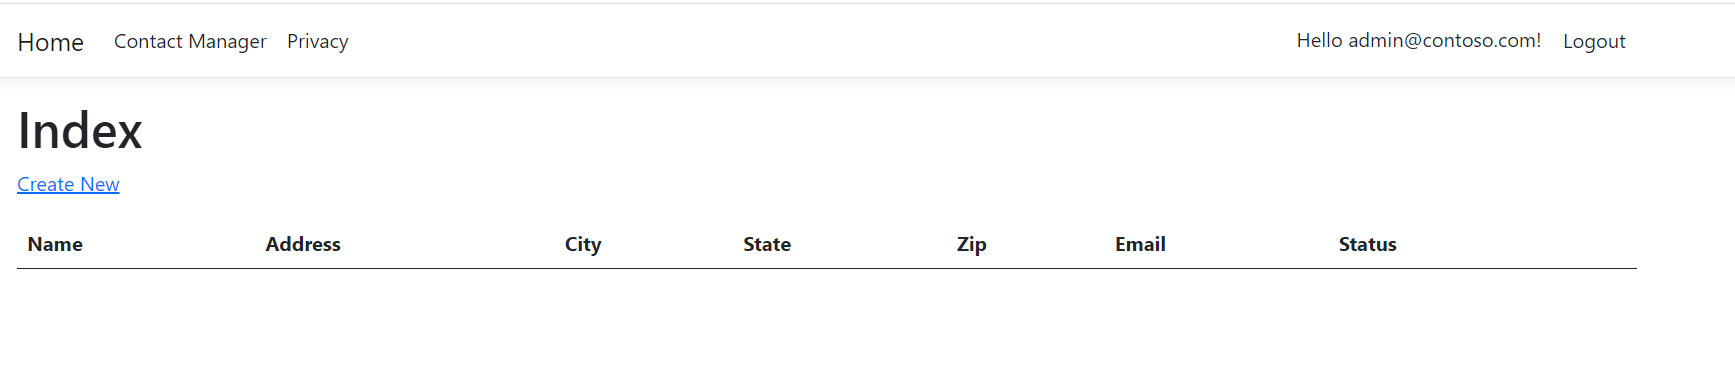 Home Contact Manager Privacy Hello admin@contoso.com! Logout
Index
Create New
Name Address City State Zip Email Status